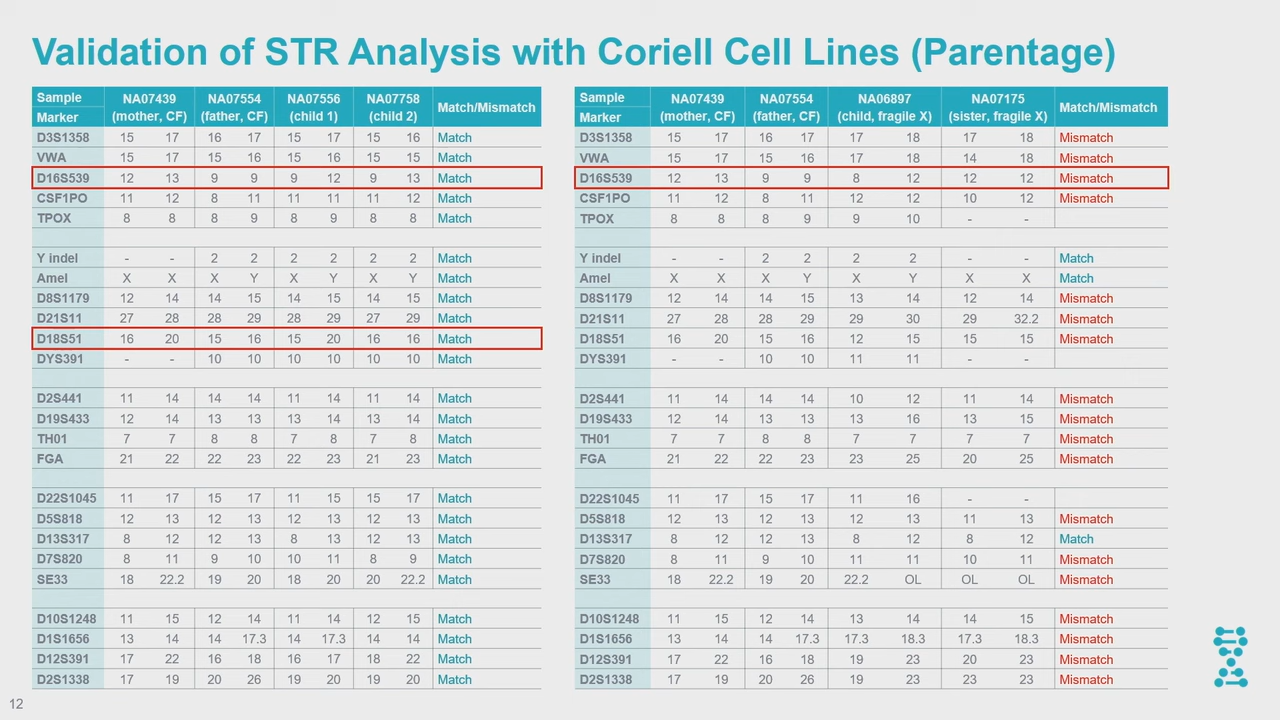 Validation of STR Analysis with Coriell Cell Lines (Parentage)
Sample NA07439 NA07554 NA07556 NA07758 Match/Mismatch
Marker (mother, CF) (father, CF) (child 1) (child 2)
D3S1358 15 17 16 17 15 17 15 16 Match
VWA 15 17 15 16 15 16 15 15 Match
D16S539 12 13 9 9 9 12 9 13 Match
CSF1PO 11 12 8 11 11 11 11 12 Match
TPOX 8 8 8 9 8 9 8 8 Match
Y indel - - 2 2 2 2 2 2 Match
Amel X X X Y X Y X Y Match
D8S1179 12 14 14 15 14 15 14 15 Match
D21S11 27 28 28 29 28 29 27 29 Match
D18S51 16 20 15 16 15 20 16 16 Match
DYS391 - - 10 10 10 10 10 10 Match
D2S441 11 14 14 14 11 14 11 14 Match
D19S433 12 14 13 13 13 14 13 14 Match
TH01 7 7 8 8 7 8 7 8 Match
FGA 21 22 22 23 22 23 21 23 Match
D22S1045 11 17 15 17 11 15 15 17 Match
D5S818 12 13 12 13 12 13 12 13 Match
D13S317 8 12 12 13 8 13 12 13 Match
D7S820 8 11 9 10 10 11 8 9 Match
SE33 18 22.2 19 20 18 20 20 22.2 Match
D10S1248 11 15 12 14 11 14 12 15 Match
D1S1656 13 14 14 17.3 14 17.3 14 14 Match
D12S391 17 22 16 18 16 17 18 22 Match
D2S1338 17 19 20 26 19 20 19 20 Match
Sample NA07439 NA07554 NA06897 NA07175 Match/Mismatch
Marker (mother, CF) (father, CF) (child, fragile X) (sister, fragile X)
D3S1358 15 17 16 17 17 18 17 18 Mismatch
VWA 15 17 15 16 17 18 14 18 Mismatch
D16S539 12 13 9 9 8 12 12 12 Mismatch
CSF1PO 11 12 8 11 12 12 10 12 Mismatch
TPOX 8 8 8 9 9 10 - -
Y indel - - 2 2 2 2 - - Match
Amel X X X Y X Y X X Match
D8S1179 12 14 14 15 13 14 12 14 Mismatch
D21S11 27 28 28 29 29 30 29 32.2 Mismatch
D18S51 16 20 15 16 12 15 15 15 Mismatch
DYS391 - - 10 10 11 11 - -
D2S441 11 14 14 14 10 12 11 14 Mismatch
D19S433 12 14 13 13 13 16 13 15 Mismatch
TH01 7 7 8 8 7 7 7 7 Mismatch
FGA 21 22 22 23 23 25 20 25 Mismatch
D22S1045 11 17 15 17 11 16 - -
D5S818 12 13 12 13 12 13 11 13 Mismatch
D13S317 8 12 12 13 8 12 8 12 Match
D7S820 8 11 9 10 11 11 10 11 Mismatch
SE33 18 22.2 19 20 22.2 OL OL OL Mismatch
D10S1248 11 15 12 14 13 14 14 15 Mismatch
D1S1656 13 14 14 17.3 17.3 18.3 17.3 18.3 Mismatch
D12S391 17 22 16 18 19 23 20 23 Mismatch
D2S1338 17 19 20 26 19 23 23 23 Mismatch
12